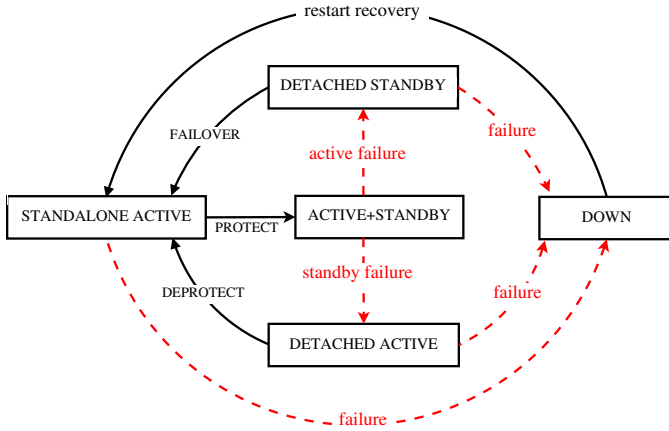 restart recovery
DETACHED STANDBY
FAILOVER
failure
active failure
STANDALONE ACTIVE
PROTECT
ACTIVE+STANDBY
DOWN
standby failure
DEPROTECT
failure
DETACHED ACTIVE
failure